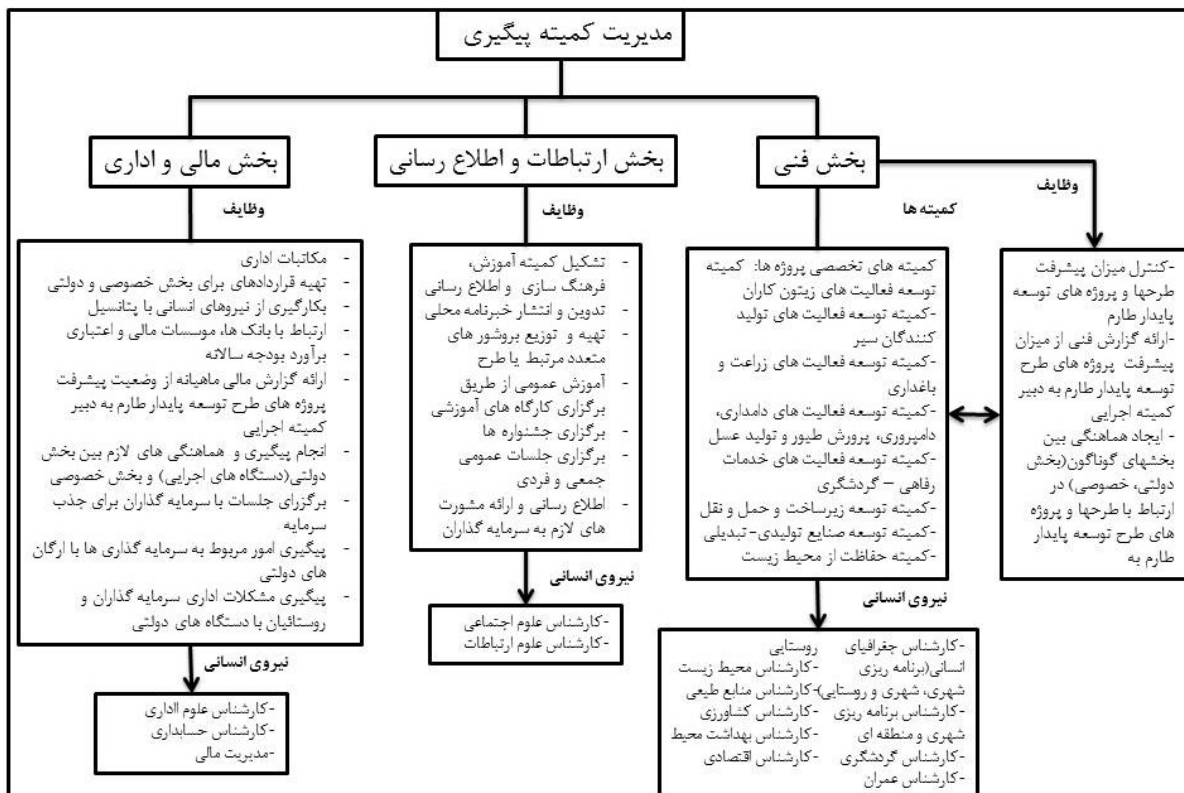 مدیریت کمیته پیگیری
بخش فنی
بخش ارتباطات و اطلاع رسانی
بخش مالی و اداری
وظایف
-کنترل میزان پیشرفت
طرحها و پروژه های توسعه
پایدار طارم
-ارائه گزارش فنی از میزان
پیشرفت پروژه های طرح
توسعه پایدار طارم به دبیر
کمیته اجرایی
- ایجاد هماهنگی بین
بخشهای گوناگون(بخش
دولتی، خصوصی) در
ارتباط با طرحها و پروژه
های طرح توسعه پایدار
طارم به
کمیته ها
کمیته های تخصصی پروژه ها: کمیته
توسعه فعالیت های زیتون کاران
-کمیته توسعه فعالیت های تولید
کنندگان سیر
-کمیته توسعه فعالیت های زراعت و
باغداری
-کمیته توسعه فعالیت های دامداری،
دامپروری، پرورش طیور و تولید عسل
-کمیته توسعه فعالیت های خدمات
رفاهی – گردشگری
-کمیته توسعه زیرساخت و حمل و نقل
-کمیته توسعه صنایع تولیدی- تبدیلی
-کمیته حفاظت از محیط زیست
نیروی انسانی
-کارشناس جغرافیای
انسانی(برنامه ریزی
شهری، شهری و روستایی)
-کارشناس برنامه ریزی
شهری و منطقه ای
-کارشناس گردشگری
-کارشناس عمران
روستایی
-کارشناس محیط زیست
-کارشناس منابع طیعی
-کارشناس کشاورزی
-کارشناس بهداشت محیط
-کارشناس اقتصادی
وظایف
- تشکیل کمیته آموزش،
فرهنگ سازی و اطلاع رسانی
- تدوین و انتشار خبرنامه محلی
- تهیه و توزیع بروشور های
متعدد مرتبط یا طرح
- آموزش عمومی از طریق
برگزاری کارگاه های آموزشی
- برگزاری جشنواره ها
- برگزاری جلسات عمومی
جمعی و فردی
- اطلاع رسانی و ارائه مشورت
های لازم به سرمایه گذاران
نیروی انسانی
-کارشناس علوم اجتماعی
-کارشناس علوم ارتباطات
وظایف
- مکاتبات اداری
- تهیه قراردادهای برای بخش خصوصی و دولتی
- بکارگیری از نیروهای انسانی با پتانسیل
- ارتباط با بانک ها، موسسات مالی و اعتباری
- برآورد بودجه سالانه
- ارائه گزارش مالی ماهیانه از وضعیت پیشرفت
پروژه های طرح توسعه پایدار طارم به دبیر
کمیته اجرایی
- انجام پیگیری و هماهنگی های لازم بین بخش
دولتی(دستگاه های اجرایی) و بخش خصوصی
- برگزرای جلسات با سرمایه گذاران برای جذب
سرمایه
- پیگیری امور مربوط به سرمایه گذاری ها با ارگان
های دولتی
- پیگیری مشکلات اداری سرمایه گذاران و
روستائیان با دستگاه های دولتی
نیروی انسانی
-کارشناس علوم ااداری
-کارشناس حسابداری
-مدیریت مالی